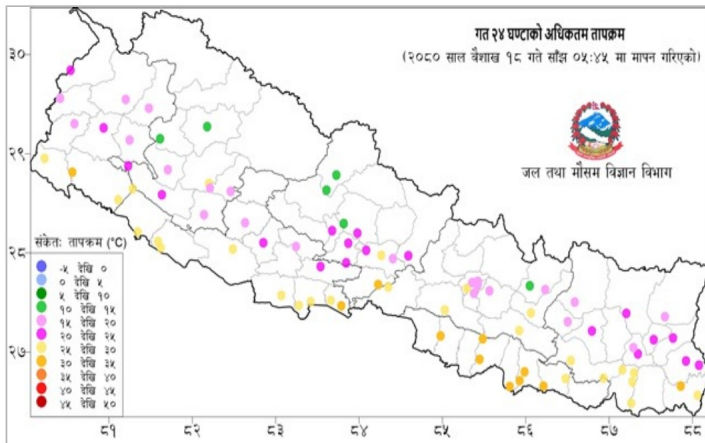 गत २४ घण्टाको अधिकतम तापक्रम
(२०८० साल वैशाख १८ गते साँझ ०५:४५ मा मापन गरिएको)
जल तथा मौसम विज्ञान विभाग
३०
२९
२८
२७
संकेतः तापक्रम (°C)
-५ देखि ०
० देखि ५
५ देखि १०
१० देखि १५
१५ देखि २०
२० देखि २५
२५ देखि ३०
३० देखि ३५
३५ देखि ४०
४० देखि ४५
४५ देखि ५०
८१ ८२ ८३ ८४ ८५ ८६ ८७ ८८